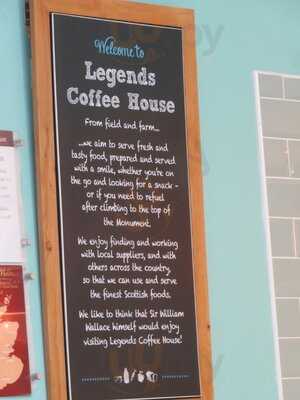 Welcome to
Legends
Coffee House
From field and farm...
...we aim to serve fresh and
tasty food, prepared and served
with a smile, whether you're on
the go and looking for a snack -
or if you need to refuel
after climbing to the top of
the Monument.
We enjoy finding and working
with local suppliers, and with
others across the country,
so that we can use and serve
the finest Scottish foods.
We like to think that Sir William
Wallace himself would enjoy
visiting Legends Coffee House!